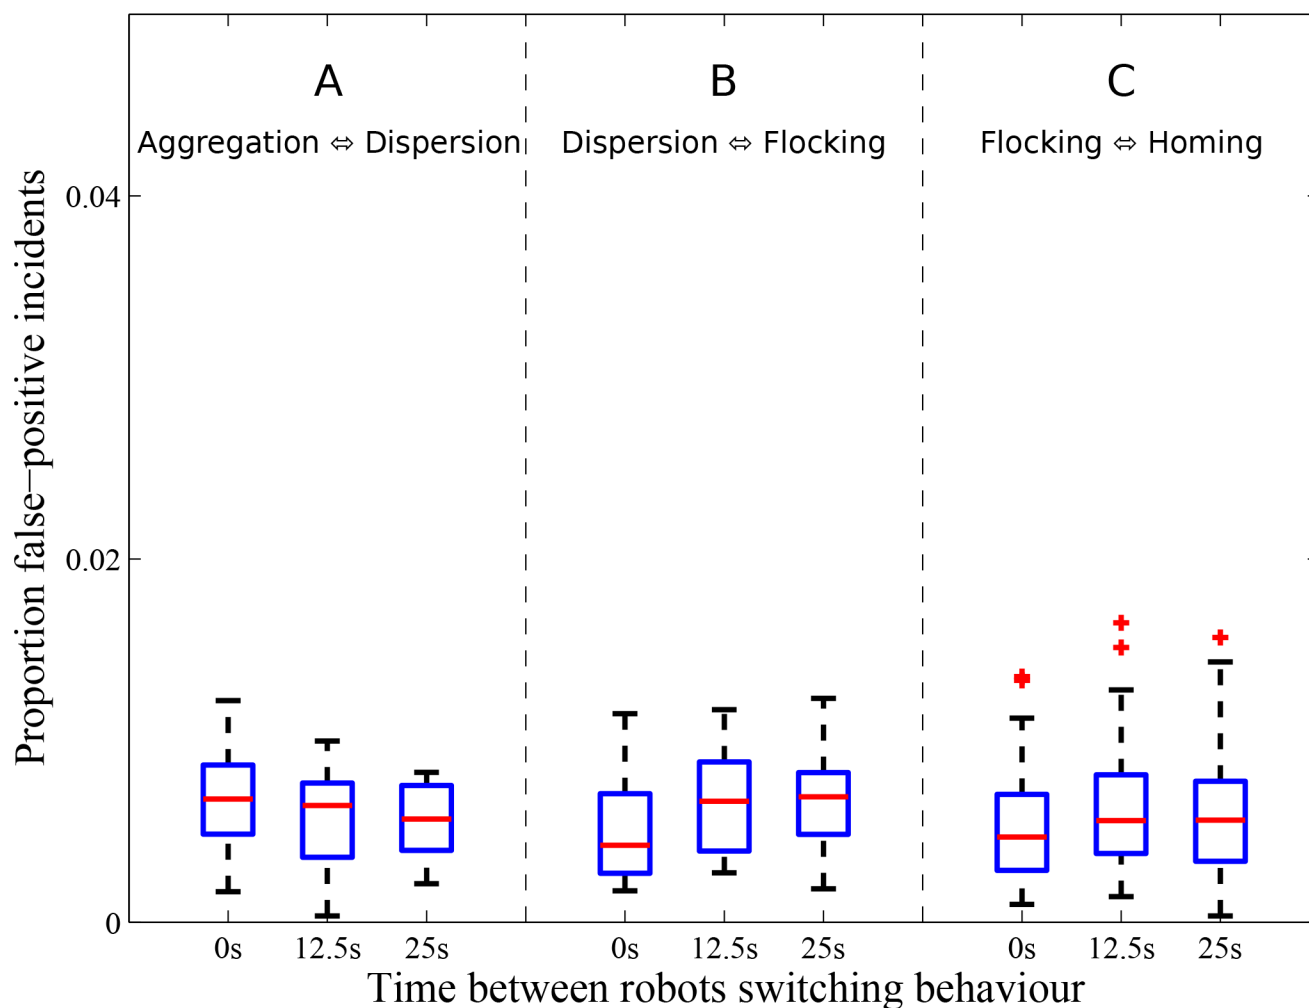 A
B
C
Aggregation ⇔ Dispersion
Dispersion ⇔ Flocking
Flocking ⇔ Homing
Proportion false−positive incidents
0.04
0.02
0
0s
12.5s
25s
0s
12.5s
25s
0s
12.5s
25s
Time between robots switching behaviour